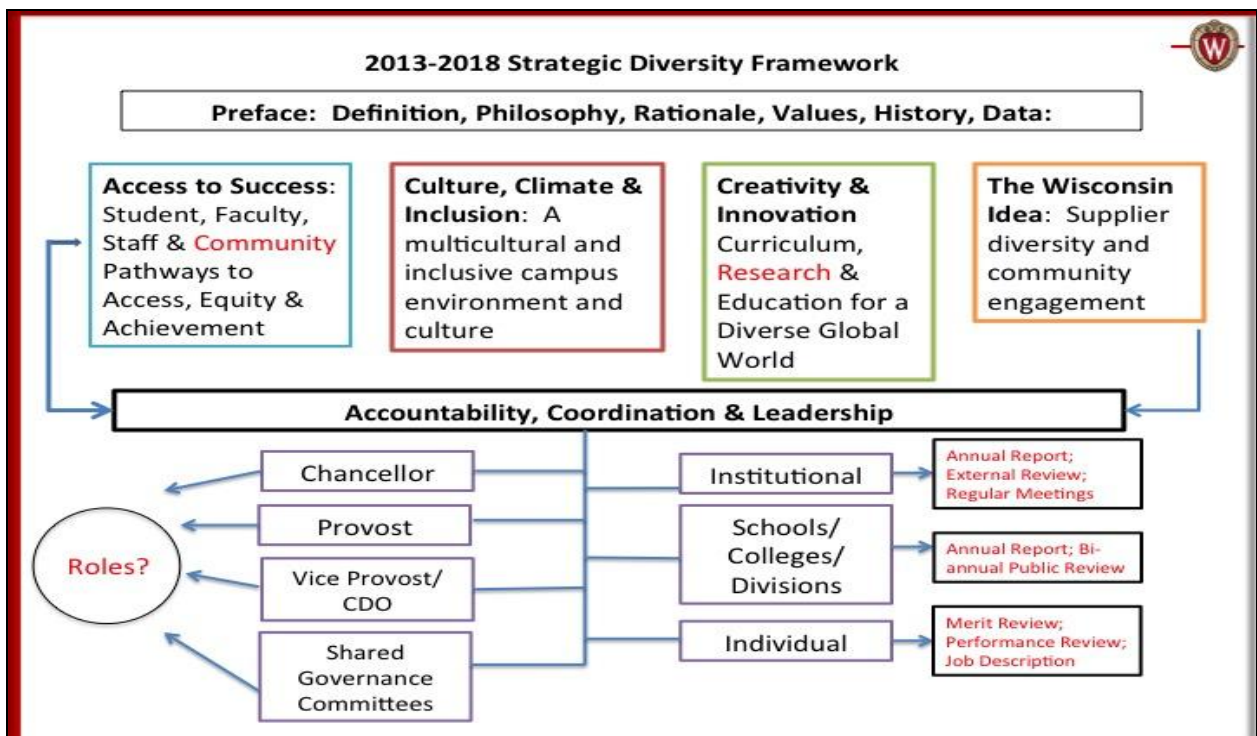 W
2013-2018 Strategic Diversity Framework
Preface: Definition, Philosophy, Rationale, Values, History, Data:
Access to Success:
Student, Faculty,
Staff & Community
Pathways to
Access, Equity &
Achievement
Culture, Climate &
Inclusion: A
multicultural and
inclusive campus
environment and
culture
Creativity &
Innovation
Curriculum,
Research &
Education for a
Diverse Global
World
The Wisconsin
Idea: Supplier
diversity and
community
engagement
Accountability, Coordination & Leadership
Roles?
Chancellor
Provost
Vice Provost/
CDO
Shared
Governance
Committees
Institutional
Annual Report;
External Review;
Regular Meetings
Schools/
Colleges/
Divisions
Annual Report; Bi-
annual Public Review
Individual
Merit Review;
Performance Review;
Job Description